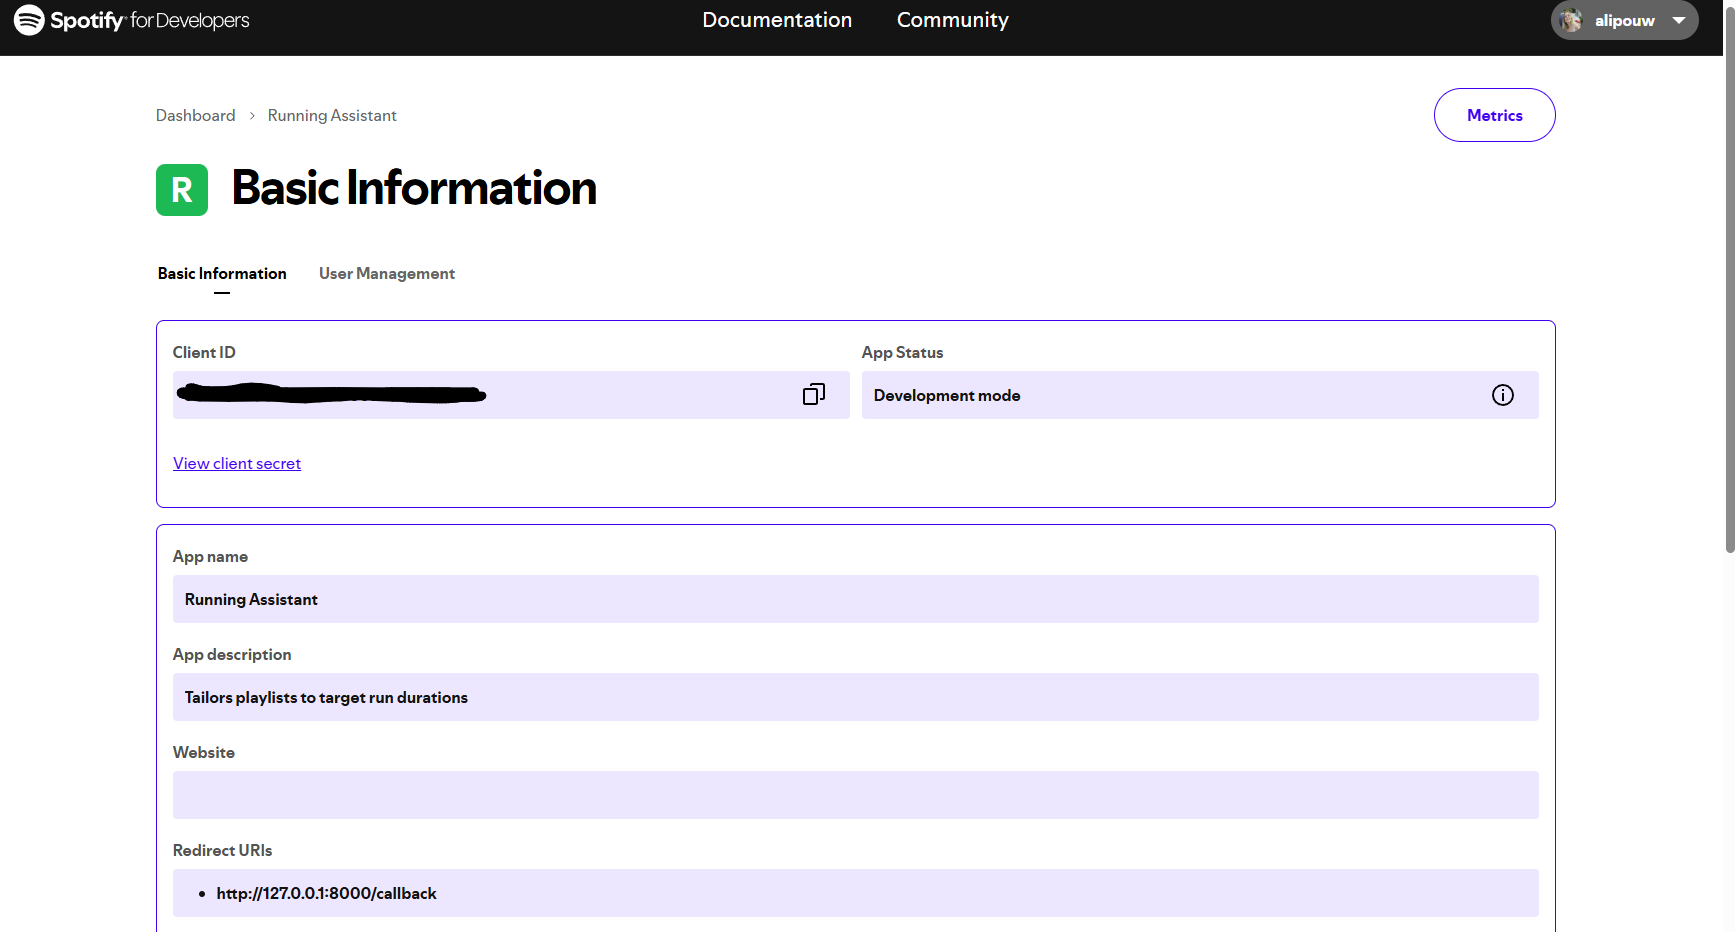 Spotify for Developers
Documentation
Community
alipouw
Dashboard > Running Assistant
Metrics
R
Basic Information
Basic Information
User Management
Client ID
App Status
Development mode
View client secret
App name
Running Assistant
App description
Tailors playlists to target run durations
Website
Redirect URIs
• http://127.0.0.1:8000/callback